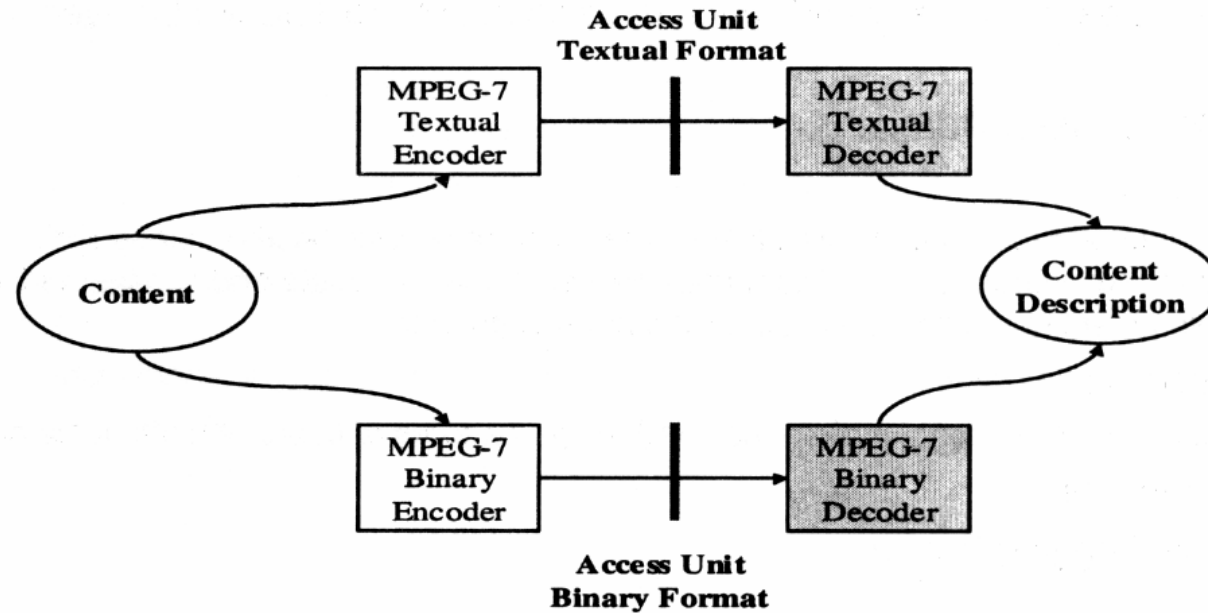 Access Unit
Textual Format
MPEG-7
Textual
Encoder
MPEG-7
Textual
Decoder
Content
Content
Description
MPEG-7
Binary
Encoder
MPEG-7
Binary
Decoder
Access Unit
Binary Format